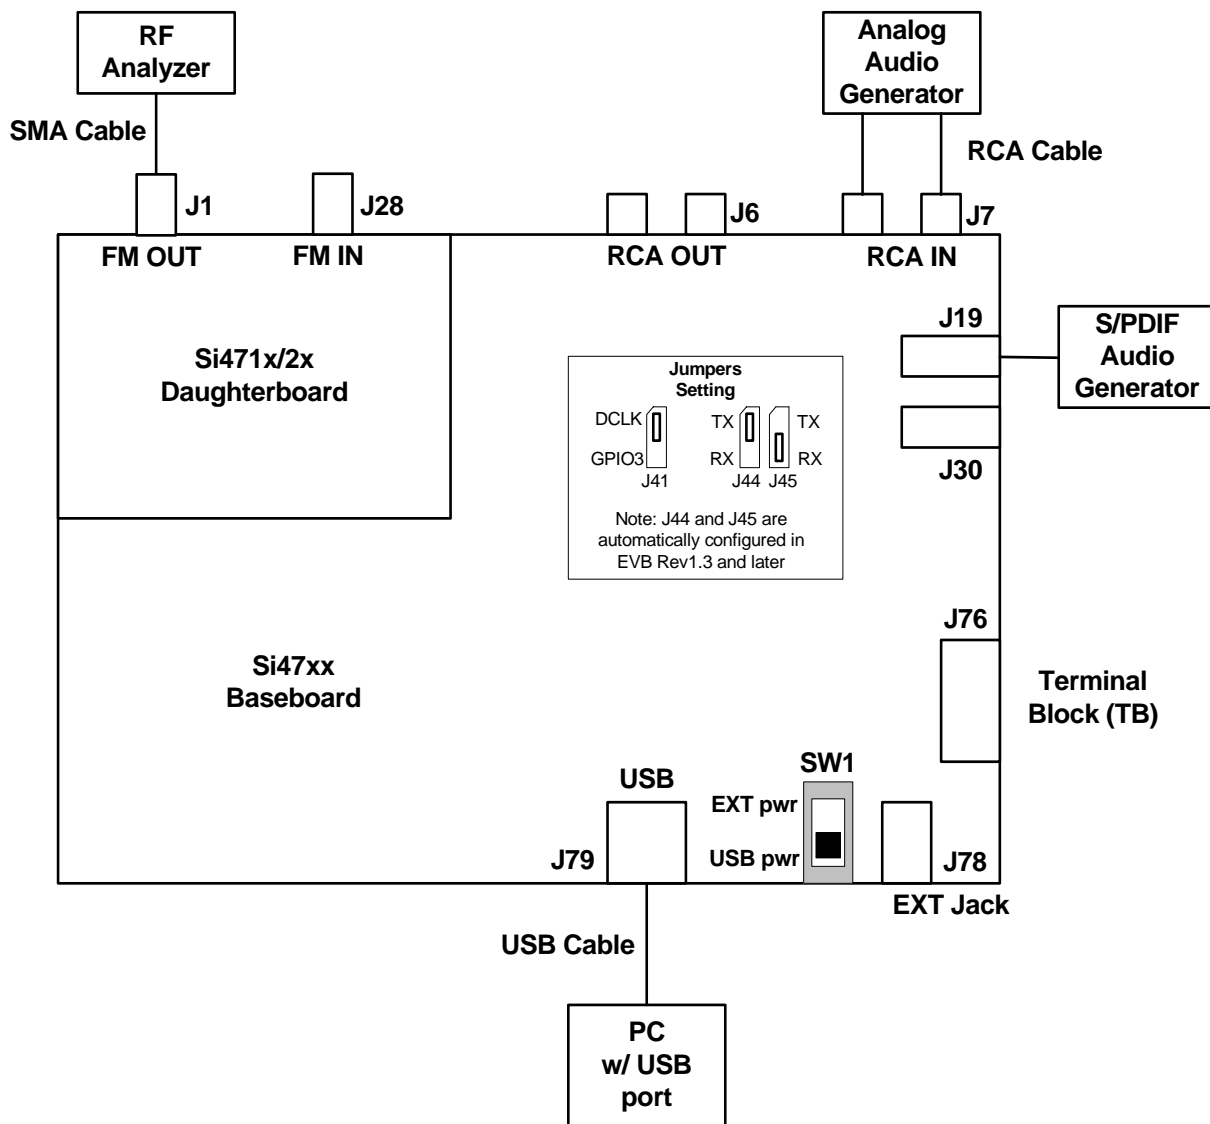 RF
Analyzer
Analog
Audio
Generator
SMA Cable
RCA Cable
J1
J28
J6
J7
FM OUT
FM IN
RCA OUT
RCA IN
J19
S/PDIF
Audio
Generator
Si471x/2x
Daughterboard
Jumpers
Setting
DCLK
TX
TX
GPIO3
RX
RX
J41
J44
J45
J30
Note: J44 and J45 are
automatically configured in
EVB Rev1.3 and later
J76
Si47xx
Baseboard
Terminal
Block (TB)
SW1
USB
EXT pwr
USB pwr
J79
J78
EXT Jack
USB Cable
PC
w/ USB
port